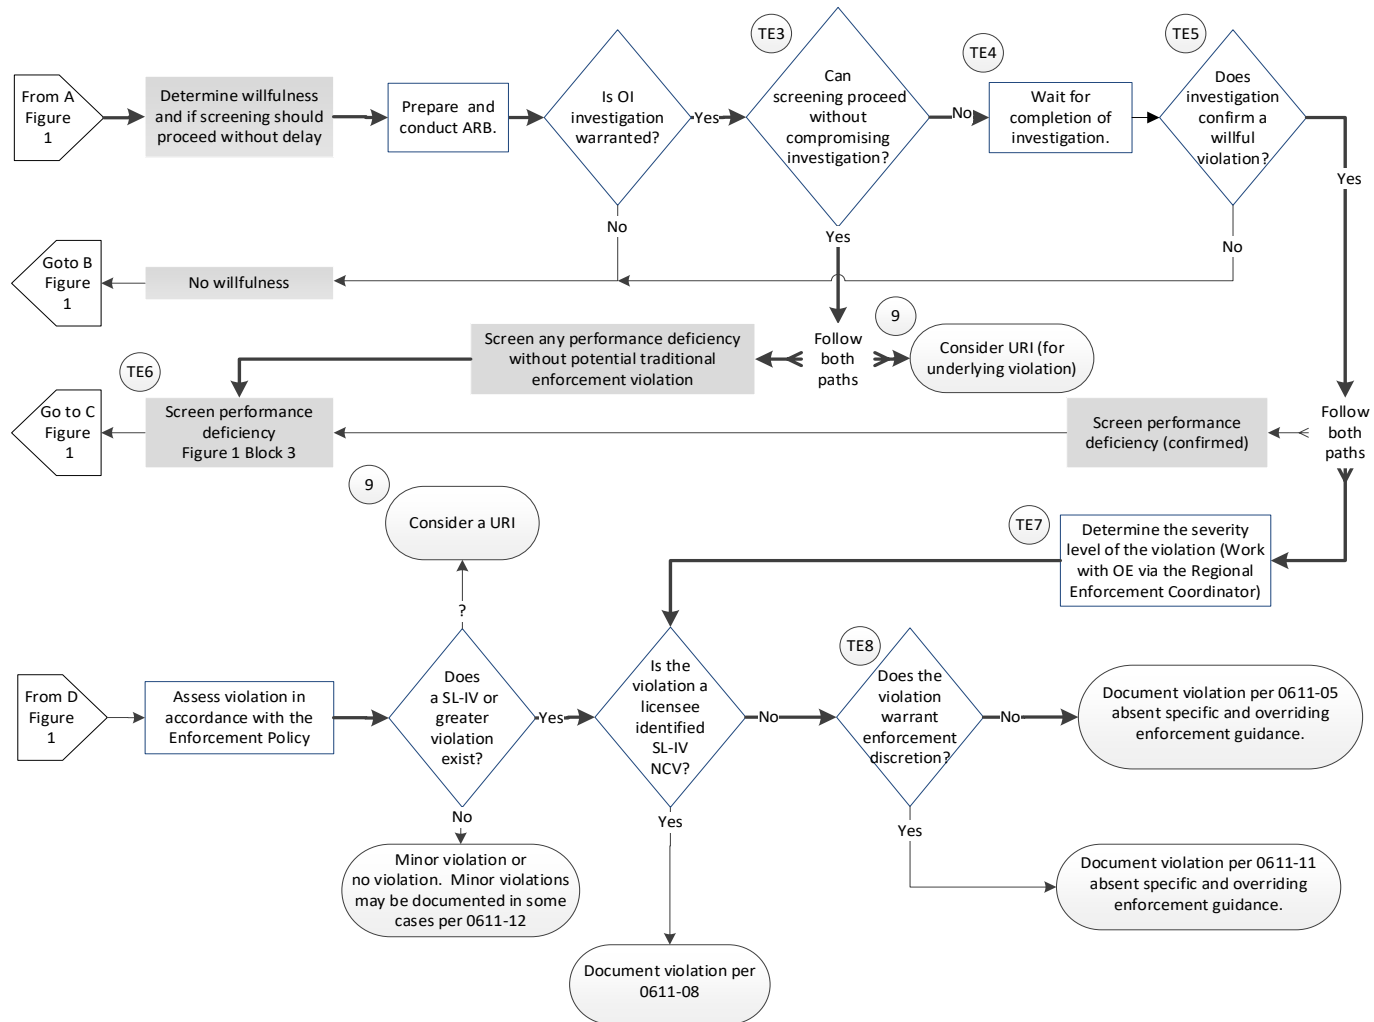 TE3
TE4
TE5
From A
Figure
1
Determine willfulness
and if screening should
proceed without delay
Prepare and
conduct ARB.
Is OI
investigation
warranted?
Yes
Can
screening proceed
without
compromising
investigation?
No
Wait for
completion of
investigation.
Does
investigation
confirm a
willful
violation?
Yes
No
Yes
No
Goto B
Figure
1
No willfulness
9
Screen any performance deficiency
without potential traditional
enforcement violation
Follow
both
paths
Consider URI (for
underlying violation)
TE6
Go to C
Figure
1
Screen performance
deficiency
Figure 1 Block 3
Screen performance
deficiency (confirmed)
Follow
both
paths
9
Consider a URI
TE7
Determine the severity
level of the violation (Work
with OE via the Regional
Enforcement Coordinator)
?
TE8
From D
Figure
1
Assess violation in
accordance with the
Enforcement Policy
Does
a SL-IV or
greater
violation
exist?
Yes
Is the
violation a
licensee
identified
SL-IV
NCV?
No
Does the
violation
warrant
enforcement
discretion?
No
Document violation per 0611-05
absent specific and overriding
enforcement guidance.
No
Yes
Yes
Minor violation or
no violation. Minor violations
may be documented in some
cases per 0611-12
Document violation per 0611-11
absent specific and overriding
enforcement guidance.
Document violation per
0611-08